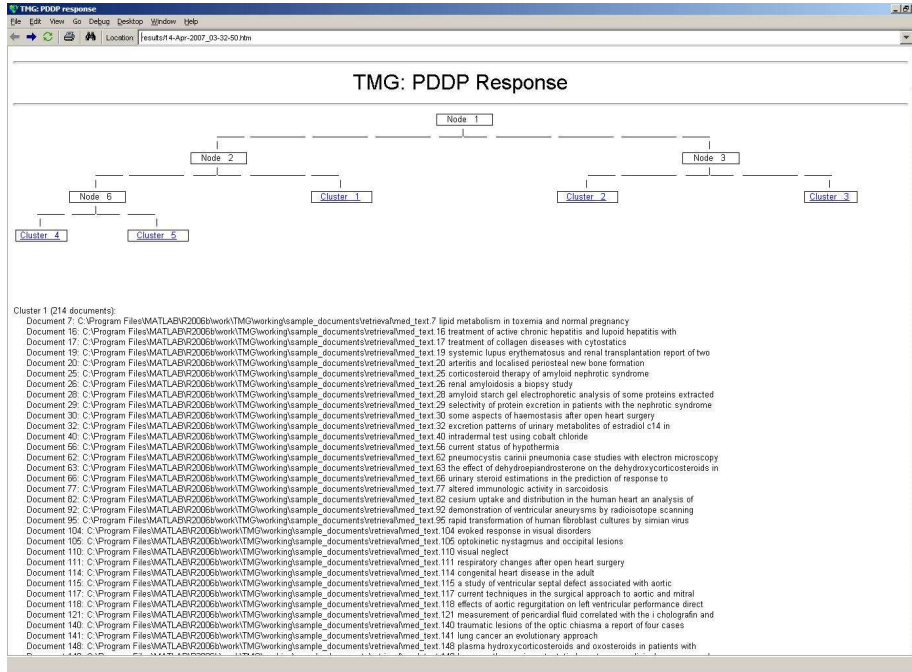 TMG: PDDP response
File Edit View Go Debug Desktop Window Help
Location: results/14-Apr-2007_03-32-50.htm
TMG: PDDP Response
Node 1
Node 2 Node 3
Node 6 Cluster 1 Cluster 2 Cluster 3
Cluster 4 Cluster 5
Cluster 1 (214 documents):
Document 7: C:\Program Files\MATLAB\R2006b\work\TMG\working\sample_documents\retrieval\med_text.7 lipid metabolism in toxemia and normal pregnancy
Document 16: C:\Program Files\MATLAB\R2006b\work\TMG\working\sample_documents\retrieval\med_text.16 treatment of active chronic hepatitis and lupoid hepatitis with
Document 17: C:\Program Files\MATLAB\R2006b\work\TMG\working\sample_documents\retrieval\med_text.17 treatment of collagen diseases with cytostatics
Document 19: C:\Program Files\MATLAB\R2006b\work\TMG\working\sample_documents\retrieval\med_text.19 systemic lupus erythematosus and renal transplantation report of two
Document 20: C:\Program Files\MATLAB\R2006b\work\TMG\working\sample_documents\retrieval\med_text.20 arteritis and localised periosteal new bone formation
Document 25: C:\Program Files\MATLAB\R2006b\work\TMG\working\sample_documents\retrieval\med_text.25 corticosteroid therapy of amyloid nephrotic syndrome
Document 26: C:\Program Files\MATLAB\R2006b\work\TMG\working\sample_documents\retrieval\med_text.26 renal amyloidosis a biopsy study
Document 28: C:\Program Files\MATLAB\R2006b\work\TMG\working\sample_documents\retrieval\med_text.28 amyloid starch gel electrophoretic analysis of some proteins extracted
Document 29: C:\Program Files\MATLAB\R2006b\work\TMG\working\sample_documents\retrieval\med_text.29 selectivity of protein excretion in patients with the nephrotic syndrome
Document 30: C:\Program Files\MATLAB\R2006b\work\TMG\working\sample_documents\retrieval\med_text.30 some aspects of haemostasis after open heart surgery
Document 32: C:\Program Files\MATLAB\R2006b\work\TMG\working\sample_documents\retrieval\med_text.32 excretion patterns of urinary metabolites of estradiol c14 in
Document 40: C:\Program Files\MATLAB\R2006b\work\TMG\working\sample_documents\retrieval\med_text.40 intradermal test using cobalt chloride
Document 56: C:\Program Files\MATLAB\R2006b\work\TMG\working\sample_documents\retrieval\med_text.56 current status of hypothermia
Document 62: C:\Program Files\MATLAB\R2006b\work\TMG\working\sample_documents\retrieval\med_text.62 pneumocystis carinii pneumonia case studies with electron microscopy
Document 63: C:\Program Files\MATLAB\R2006b\work\TMG\working\sample_documents\retrieval\med_text.63 the effect of dehydroepiandrosterone on the dehydroxycorticosteroids in
Document 66: C:\Program Files\MATLAB\R2006b\work\TMG\working\sample_documents\retrieval\med_text.66 urinary steroid estimations in the prediction of response to
Document 77: C:\Program Files\MATLAB\R2006b\work\TMG\working\sample_documents\retrieval\med_text.77 altered immunologic activity in sarcoidosis
Document 82: C:\Program Files\MATLAB\R2006b\work\TMG\working\sample_documents\retrieval\med_text.82 cesium uptake and distribution in the human heart an analysis of
Document 92: C:\Program Files\MATLAB\R2006b\work\TMG\working\sample_documents\retrieval\med_text.92 demonstration of ventricular aneurysms by radioisotope scanning
Document 95: C:\Program Files\MATLAB\R2006b\work\TMG\working\sample_documents\retrieval\med_text.95 rapid transformation of human fibroblast cultures by simian virus
Document 104: C:\Program Files\MATLAB\R2006b\work\TMG\working\sample_documents\retrieval\med_text.104 evoked response in visual disorders
Document 105: C:\Program Files\MATLAB\R2006b\work\TMG\working\sample_documents\retrieval\med_text.105 optokinetic nystagmus and occipital lesions
Document 110: C:\Program Files\MATLAB\R2006b\work\TMG\working\sample_documents\retrieval\med_text.110 visual neglect
Document 111: C:\Program Files\MATLAB\R2006b\work\TMG\working\sample_documents\retrieval\med_text.111 respiratory changes after open heart surgery
Document 114: C:\Program Files\MATLAB\R2006b\work\TMG\working\sample_documents\retrieval\med_text.114 congenital heart disease in the adult
Document 115: C:\Program Files\MATLAB\R2006b\work\TMG\working\sample_documents\retrieval\med_text.115 a study of ventricular septal defect associated with aortic
Document 117: C:\Program Files\MATLAB\R2006b\work\TMG\working\sample_documents\retrieval\med_text.117 current techniques in the surgical approach to aortic and mitral
Document 118: C:\Program Files\MATLAB\R2006b\work\TMG\working\sample_documents\retrieval\med_text.118 effects of aortic regurgitation on left ventricular performance direct
Document 121: C:\Program Files\MATLAB\R2006b\work\TMG\working\sample_documents\retrieval\med_text.121 measurement of pericardial fluid correlated with the i cholografin and
Document 140: C:\Program Files\MATLAB\R2006b\work\TMG\working\sample_documents\retrieval\med_text.140 traumatic lesions of the optic chiasma a report of four cases
Document 141: C:\Program Files\MATLAB\R2006b\work\TMG\working\sample_documents\retrieval\med_text.141 lung cancer an evolutionary approach
Document 148: C:\Program Files\MATLAB\R2006b\work\TMG\working\sample_documents\retrieval\med_text.148 plasma hydroxycorticosteroids and oxosteroids in patients with